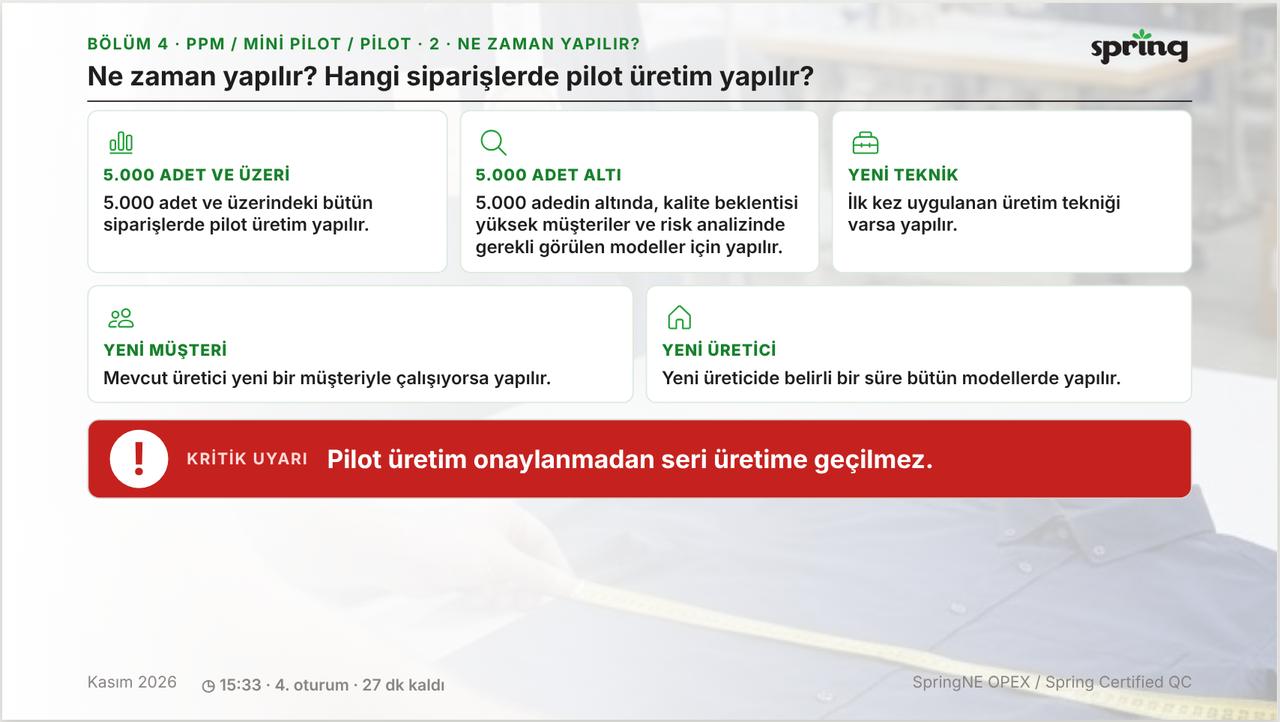 BÖLÜM 4 · PPM / MİNİ PİLOT / PİLOT · 2 · NE ZAMAN YAPILIR?
spring
Ne zaman yapılır? Hangi siparişlerde pilot üretim yapılır?
5.000 ADET VE ÜZERİ
5.000 adet ve üzerindeki bütün
siparişlerde pilot üretim yapılır.
5.000 ADET ALTI
5.000 adedin altında, kalite beklentisi
yüksek müşteriler ve risk analizinde
gerekli görülen modeller için yapılır.
YENİ TEKNİK
İlk kez uygulanan üretim tekniği
varsa yapılır.
YENİ MÜŞTERİ
Mevcut üretici yeni bir müşteriyle çalışıyorsa yapılır.
YENİ ÜRETİCİ
Yeni üreticide belirli bir süre bütün modellerde yapılır.
! KRİTİK UYARI Pilot üretim onaylanmadan seri üretime geçilmez.
Kasım 2026 ◷ 15:33 · 4. oturum · 27 dk kaldı
SpringNE OPEX / Spring Certified QC